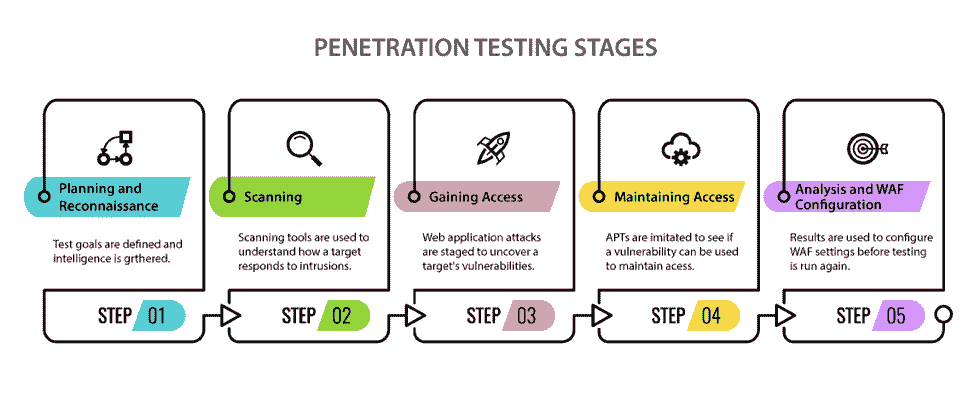 PENETRATION TESTING STAGES
Planning and
Reconnaissance
Test goals are defined and
intelligence is grthered.
STEP 01
Scanning
Scanning tools are used to
understand how a target
responds to intrusions.
STEP 02
Gaining Access
Web application attacks
are staged to uncover a
target's vulnerabilities.
STEP 03
Maintaining Access
APTs are imitated to see if
a vulnerability can be used
to maintain acess.
STEP 04
Analysis and WAF
Configuration
Results are used to configure
WAF settings before testing
is run again.
STEP 05